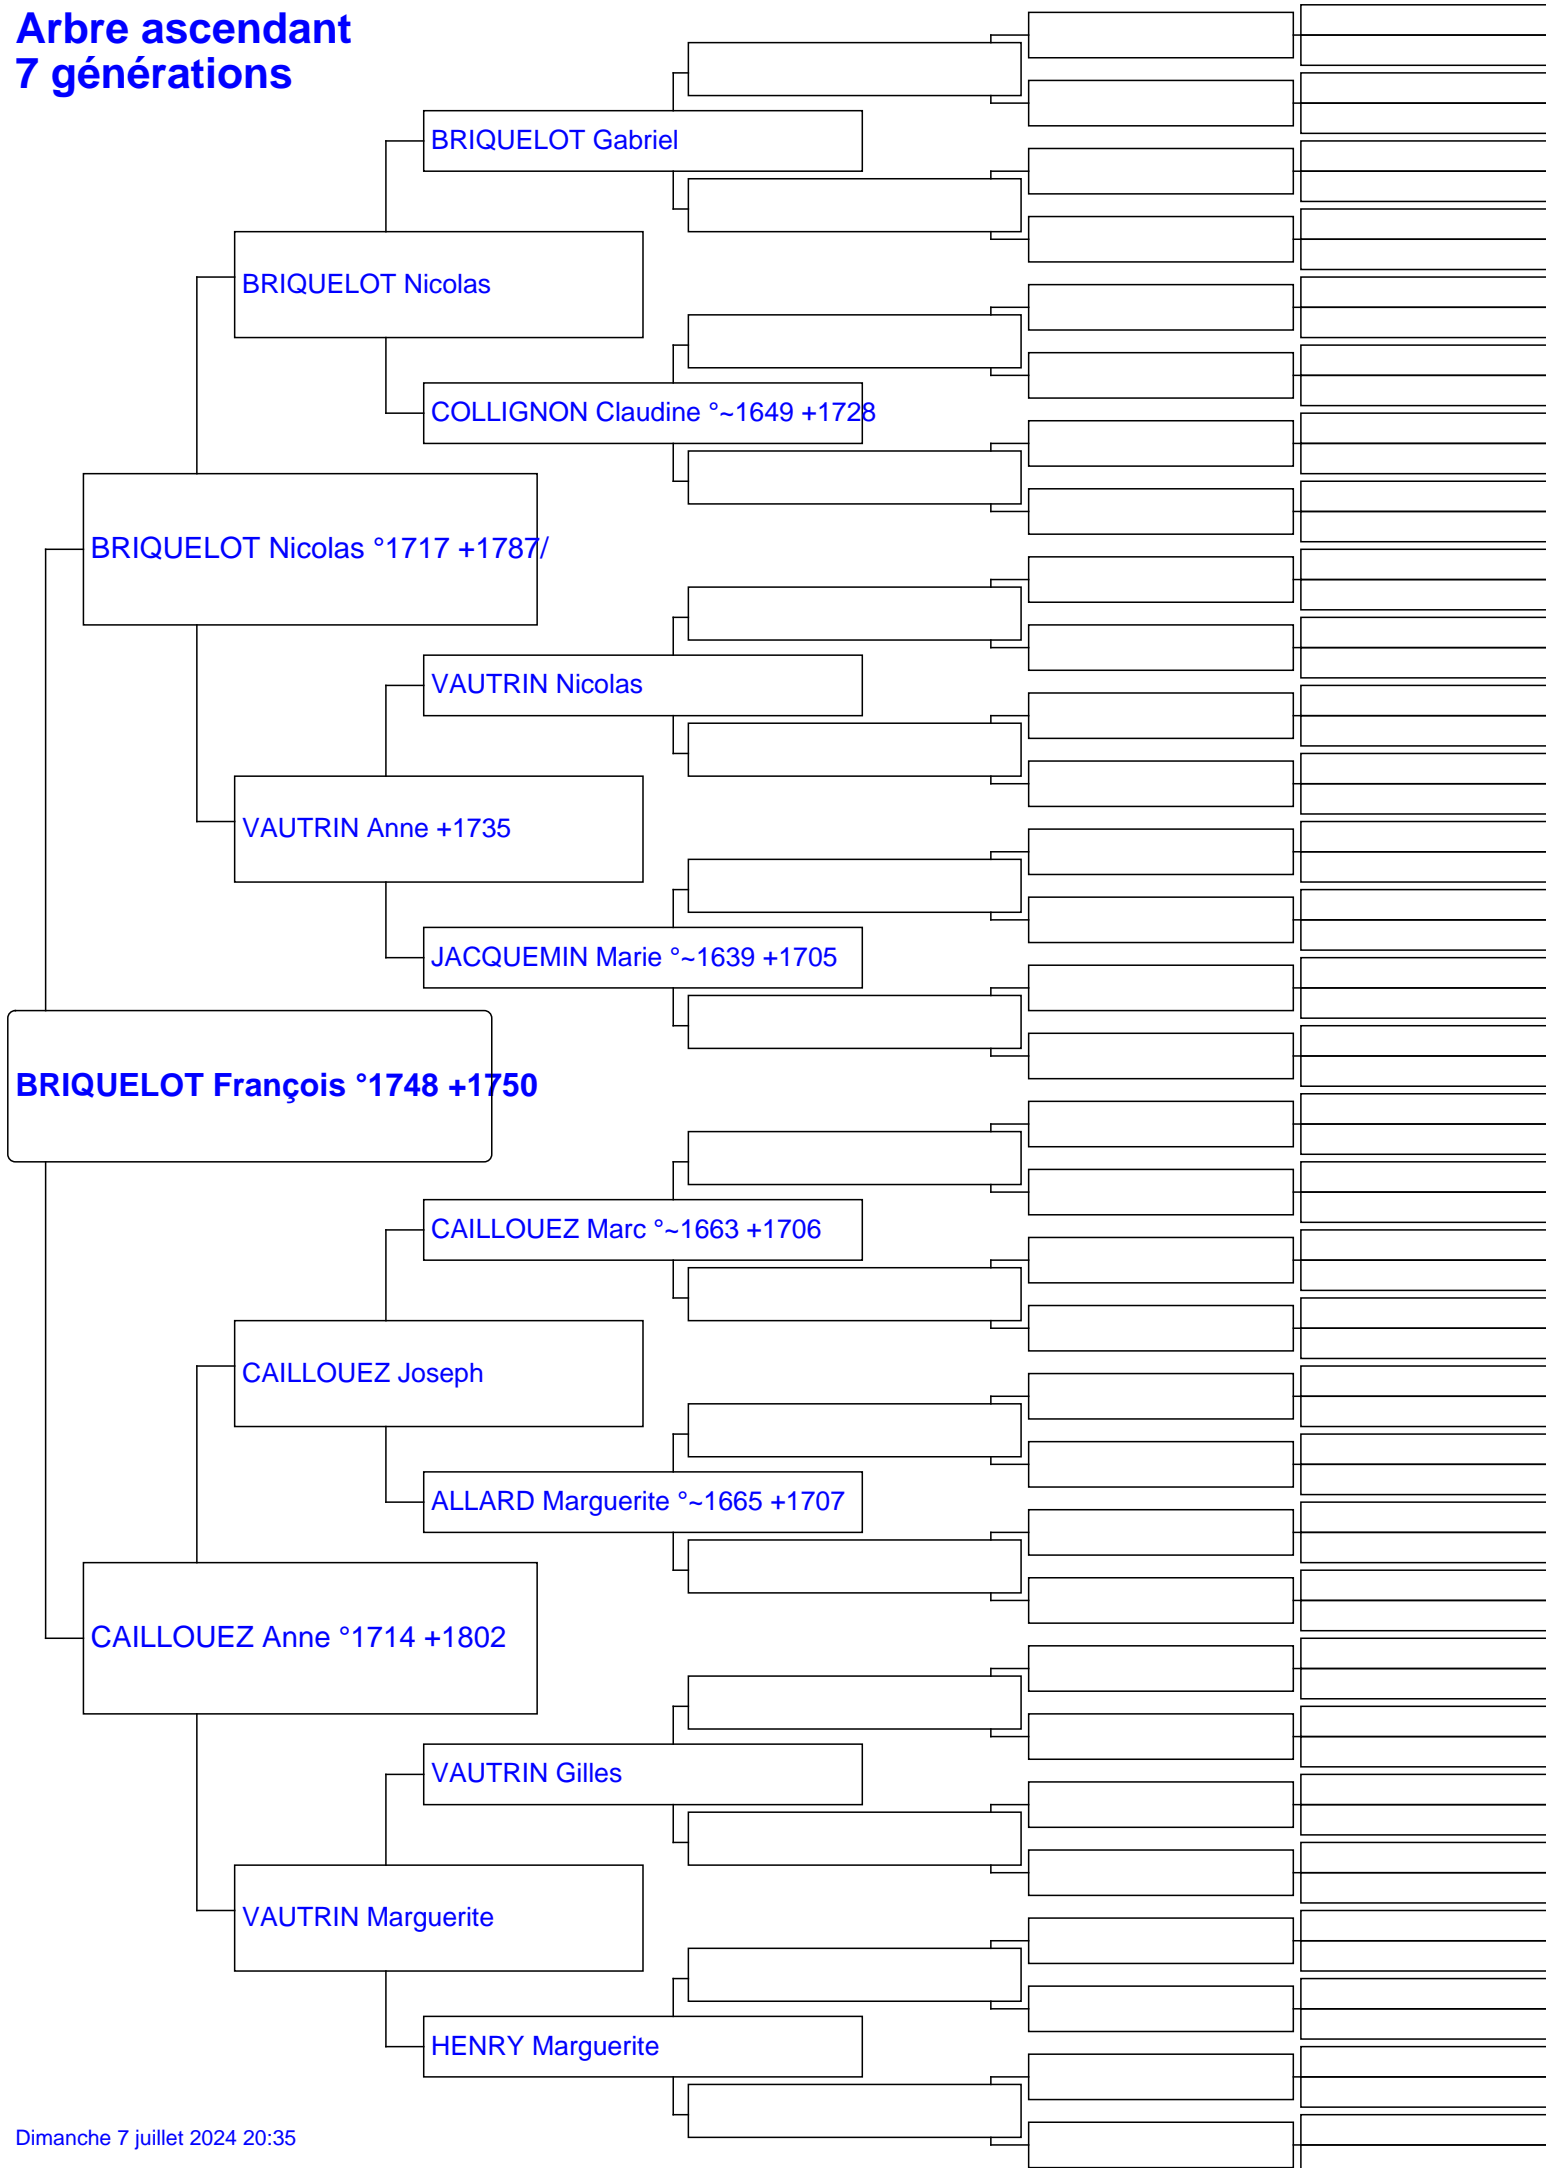 Arbre ascendant
7 générations
BRIQUELOT Gabriel
BRIQUELOT Nicolas
COLLIGNON Claudine °~1649 +1728
BRIQUELOT Nicolas °1717 +1787/
VAUTRIN Nicolas
VAUTRIN Anne +1735
JACQUEMIN Marie °~1639 +1705
BRIQUELOT François °1748 +1750
CAILLOUEZ Marc °~1663 +1706
CAILLOUEZ Joseph
ALLARD Marguerite °~1665 +1707
CAILLOUEZ Anne °1714 +1802
VAUTRIN Gilles
VAUTRIN Marguerite
HENRY Marguerite
Dimanche 7 juillet 2024 20:35